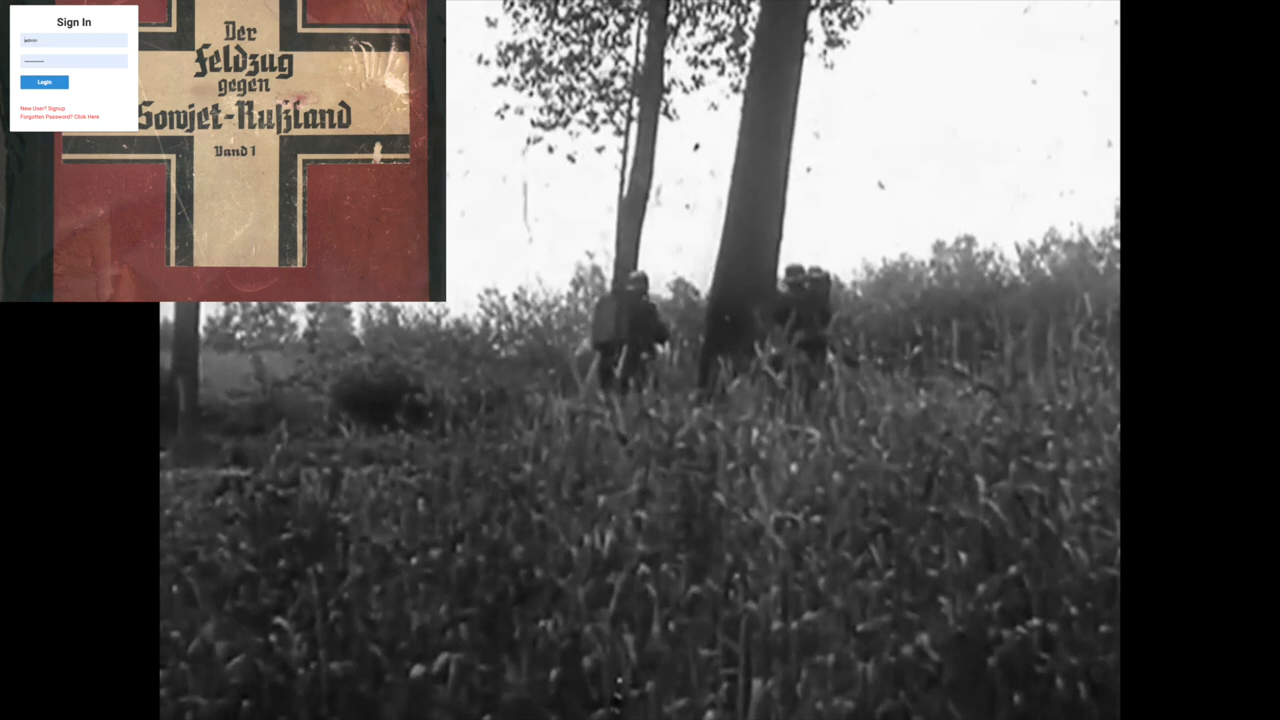 Sign In
admin
Login
New User? Signup
Forgotten Password? Click Here
Der
Feldzug
gegen
Sowjet-Rußland
Band 1